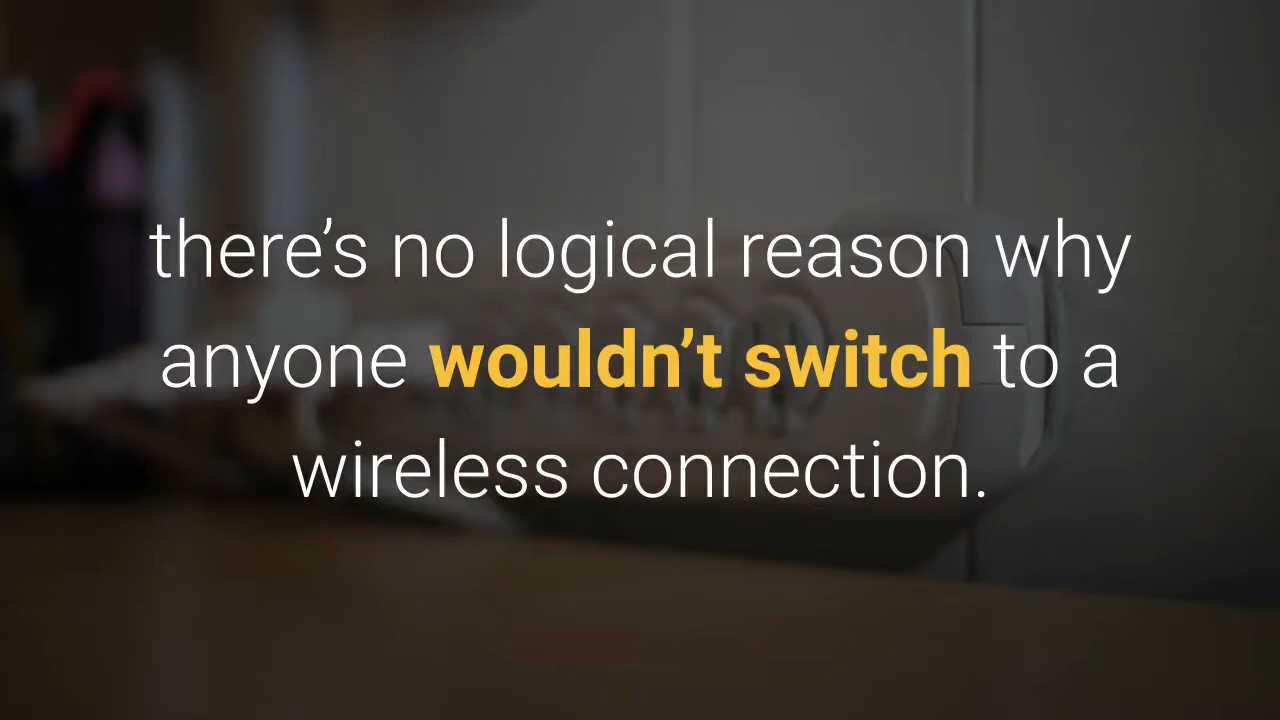 there’s no logical reason why
anyone wouldn’t switch to a
wireless connection.